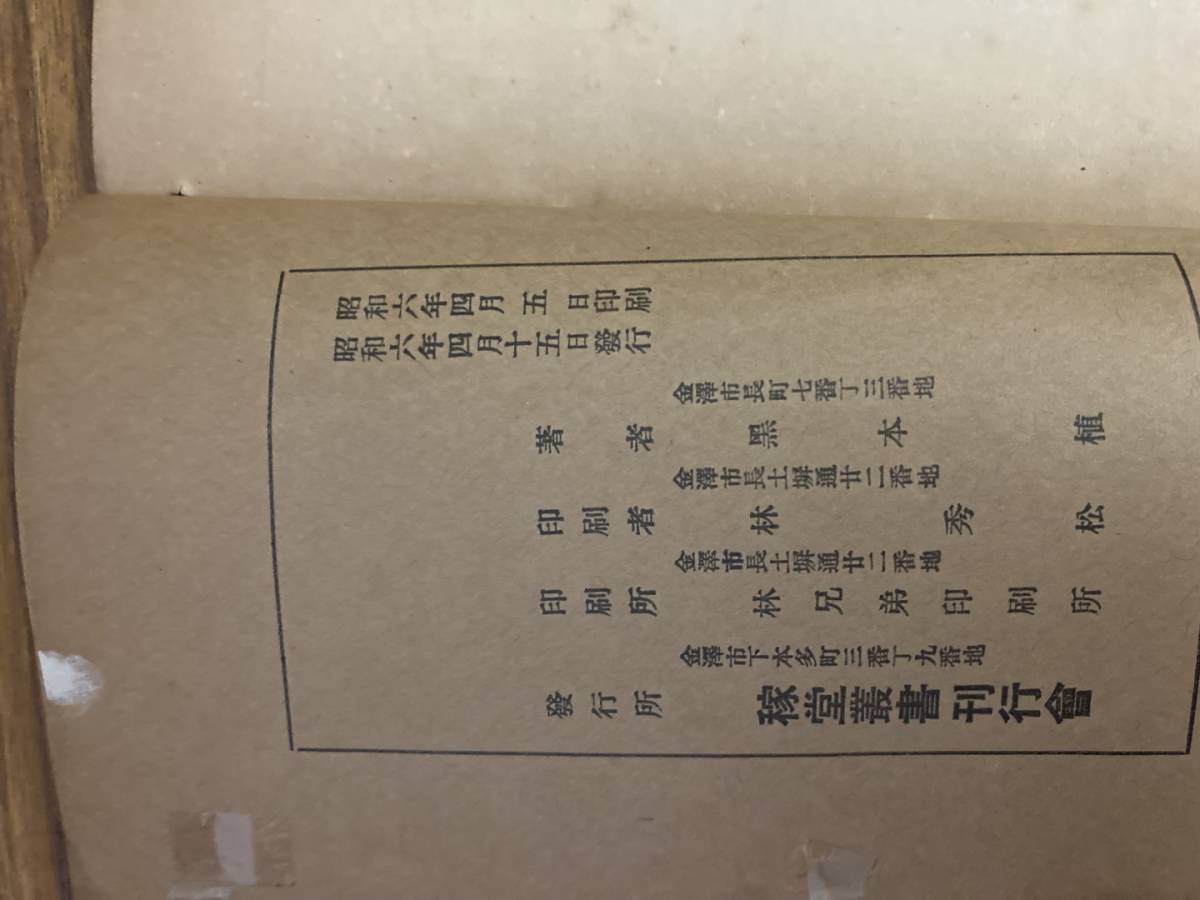 昭和六年四月五日印刷
昭和六年四月十五日發行
金澤市長町七番丁三番地
著者 黑本植
金澤市長土塀通廿二番地
印刷者 林秀松
金澤市長土塀通廿二番地
印刷所 林兄弟印刷所
金澤市下本多町三番丁九番地
發行所 稼堂叢書刊行會